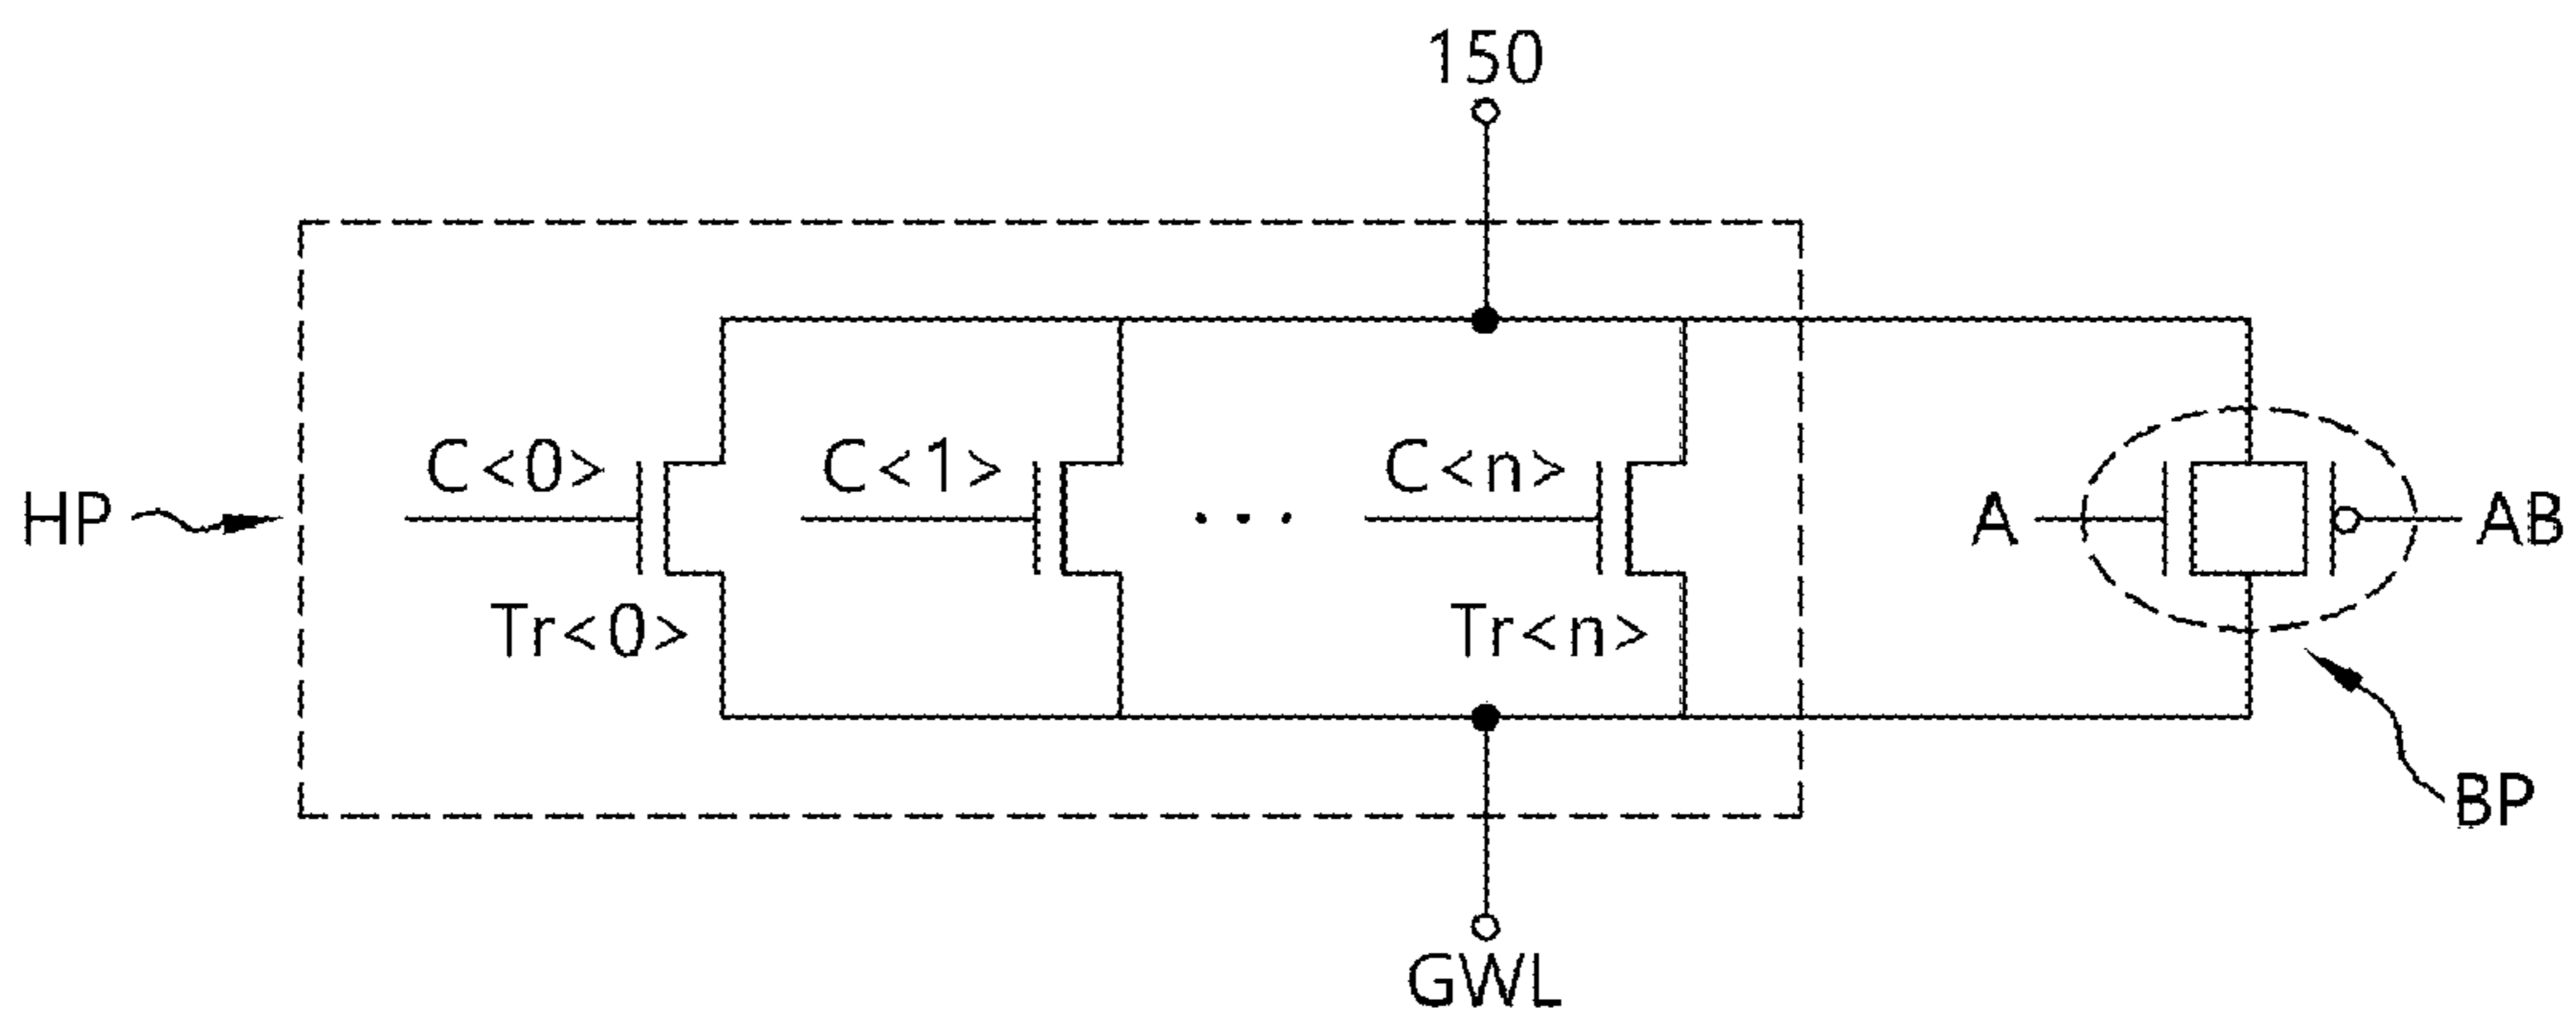 150
C<0>
C<1>
C<n>
HP
...
A
AB
Tr<0>
Tr<n>
BP
GWL